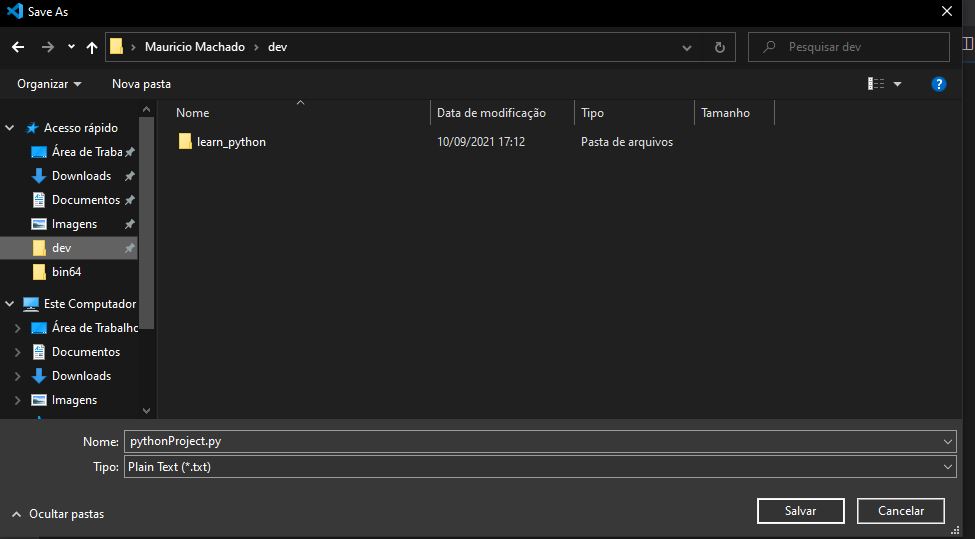 Save As
Mauricio Machado › dev
Pesquisar dev
Organizar
Nova pasta
?
Nome
Data de modificação
Tipo
Tamanho
learn_python
10/09/2021 17:12
Pasta de arquivos
Acesso rápido
Área de Traba
Downloads
Documentos
Imagens
dev
bin64
Este Computador
Área de Trabalho
Documentos
Downloads
Imagens
Nome: pythonProject.py
Tipo: Plain Text (*.txt)
Ocultar pastas
Salvar
Cancelar